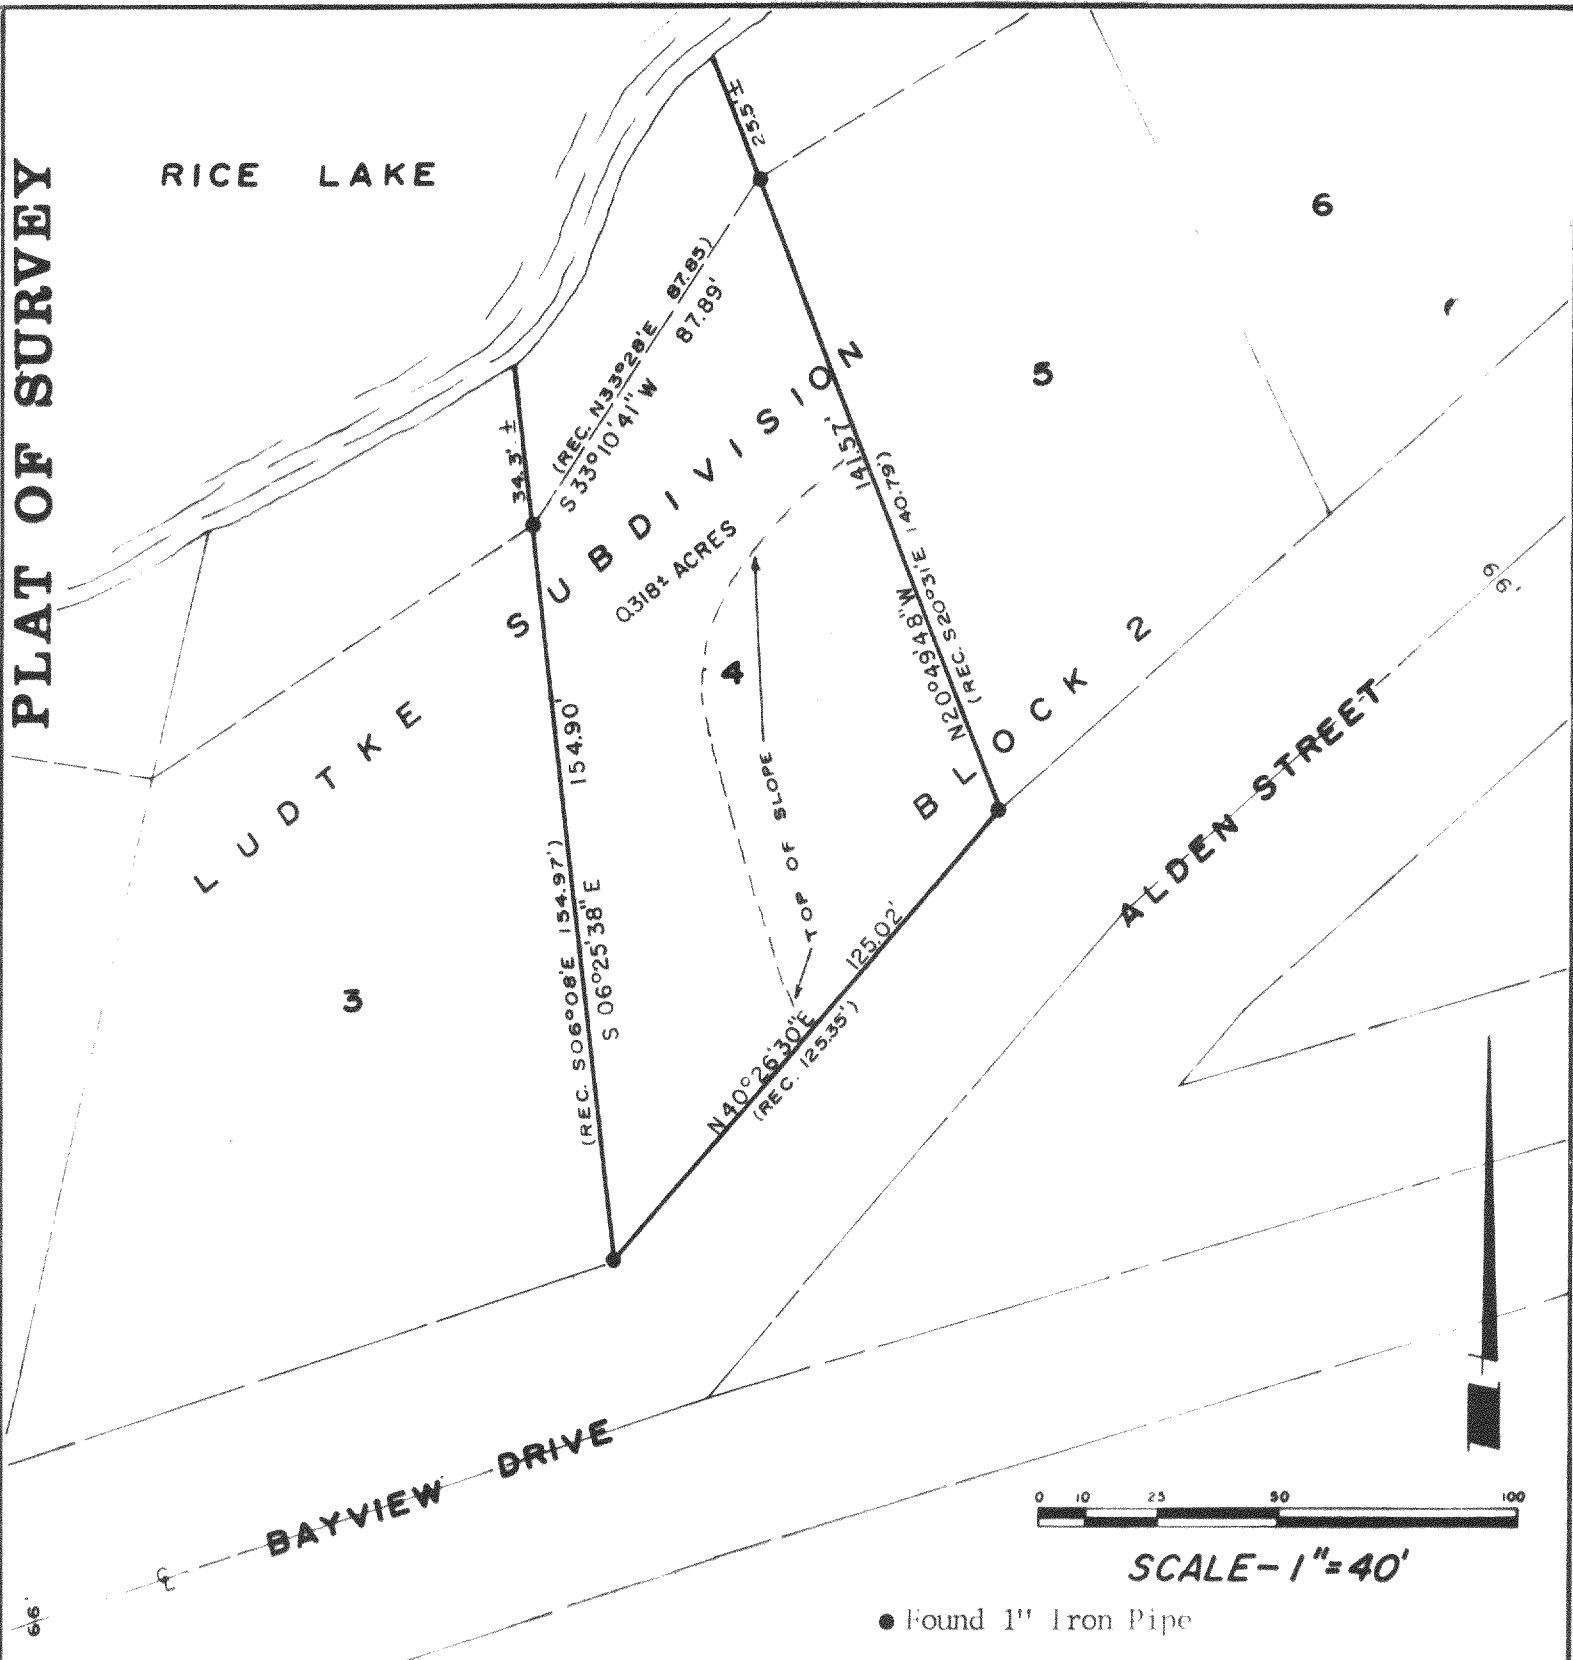 PLAT OF SURVEY
RICE LAKE
25.5'±
6
5
(REC. N33°28'E 87.85)
S 33°10'41" W 87.89'
34.3' ±
LUDTKE SUBDIVISION
0.318± ACRES
141.57'
N20°49'48"W
(REC. S20°31'E 140.79')
4
BLOCK 2
66'
154.90'
(REC. S06°08'E 154.97')
S 06°25'38" E
TOP OF SLOPE
3
125.02'
N40°26'30"E
(REC. 125.35')
ALDEN STREET
BAYVIEW DRIVE
℄
66'
0 10 25 50 100
SCALE-1"=40'
● Found 1" Iron Pipe